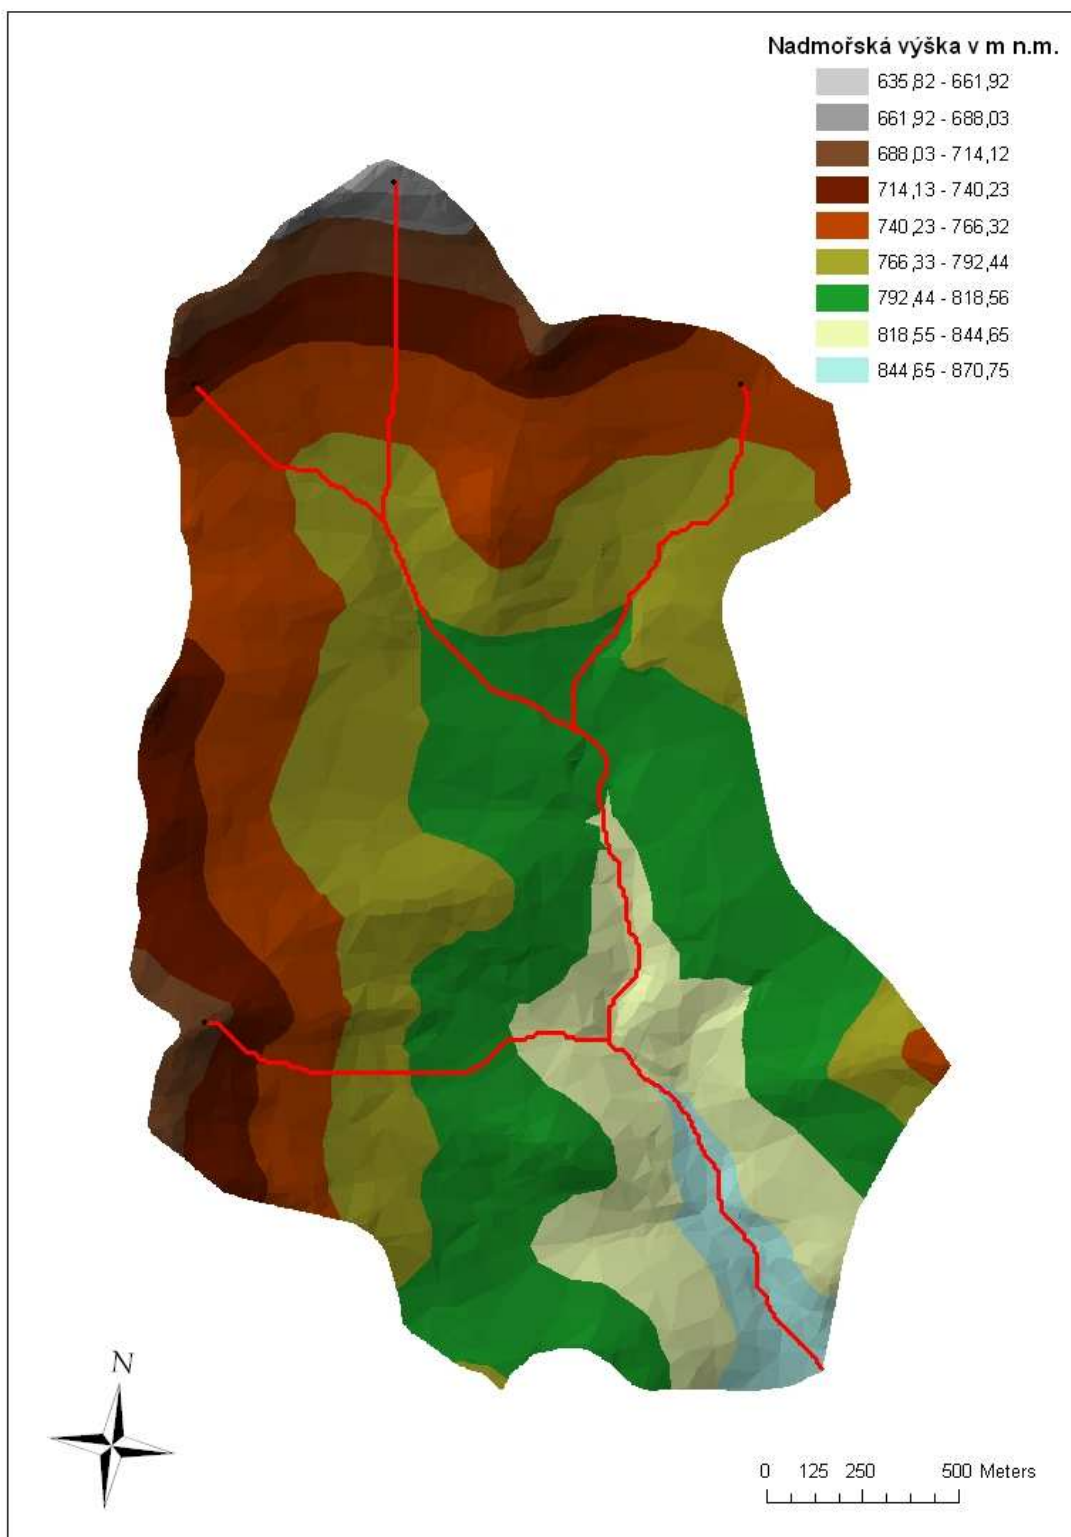 Nadmořská výška v m n.m.
635,82 - 661,92
661,92 - 688,03
688,03 - 714,12
714,13 - 740,23
740,23 - 766,32
766,33 - 792,44
792,44 - 818,56
818,55 - 844,65
844,65 - 870,75
N
0 125 250 500 Meters